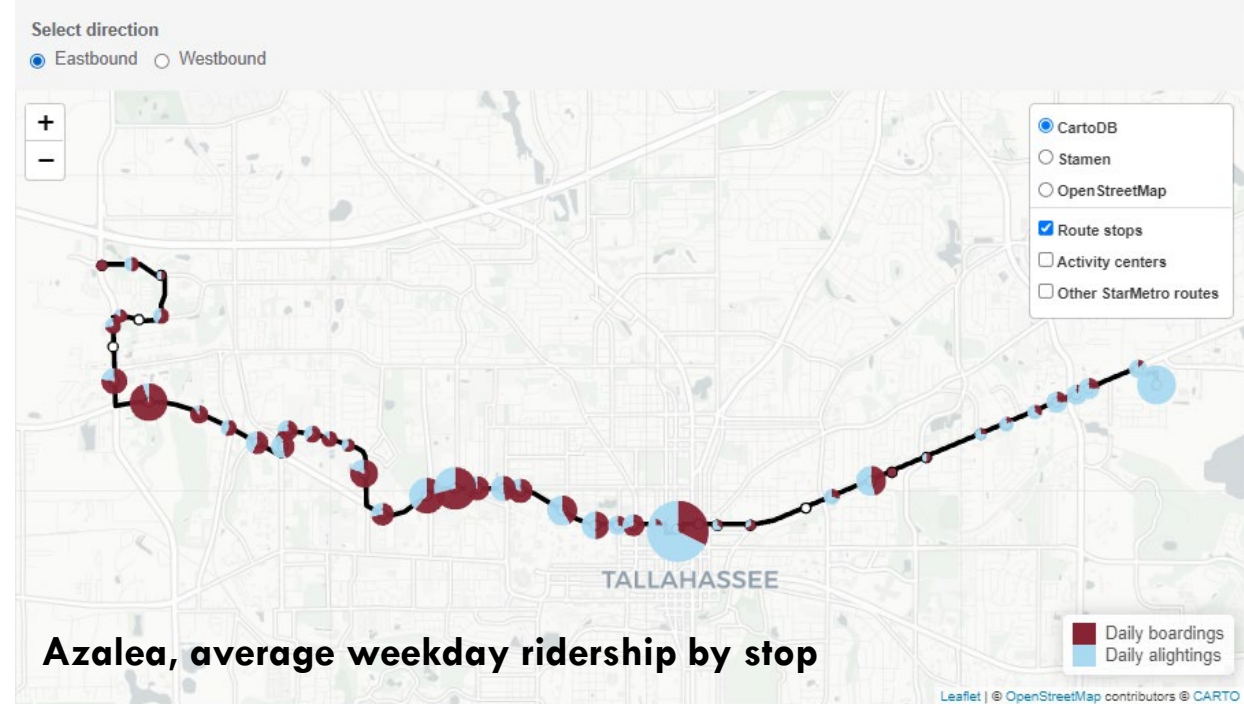 Select direction
Eastbound Westbound
+
−
CartoDB
Stamen
OpenStreetMap
Route stops
Activity centers
Other StarMetro routes
TALLAHASSEE
Azalea, average weekday ridership by stop
Daily boardings
Daily alightings
Leaflet | © OpenStreetMap contributors © CARTO